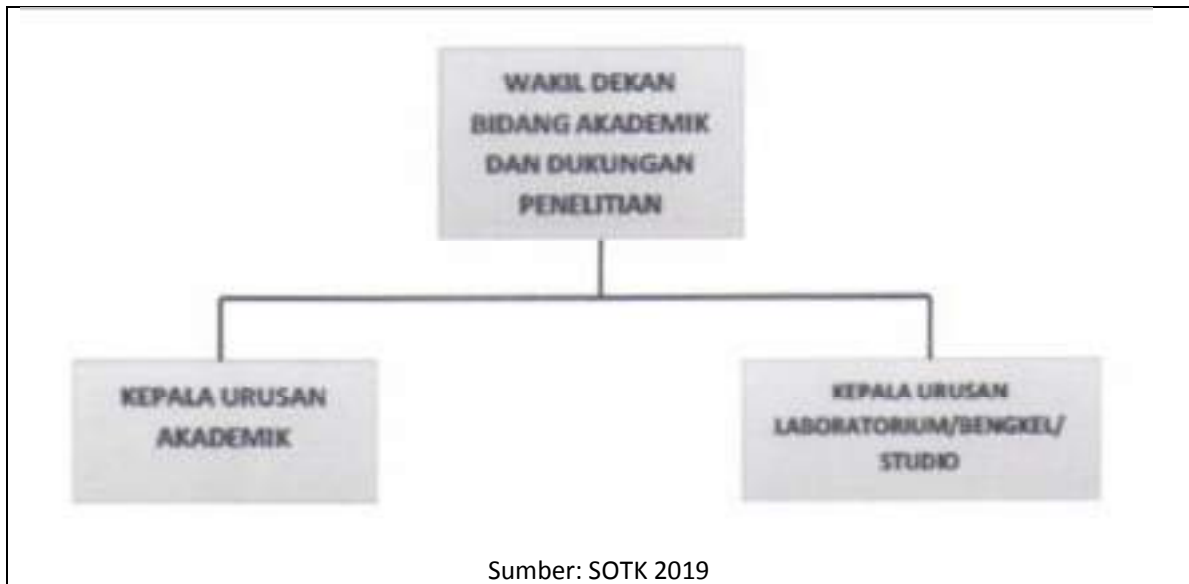 WAKIL DEKAN
BIDANG AKADEMIK
DAN DUKUNGAN
PENELITIAN
KEPALA URUSAN
AKADEMIK
KEPALA URUSAN
LABORATORIUM/BENGKEL/
STUDIO
Sumber: SOTK 2019